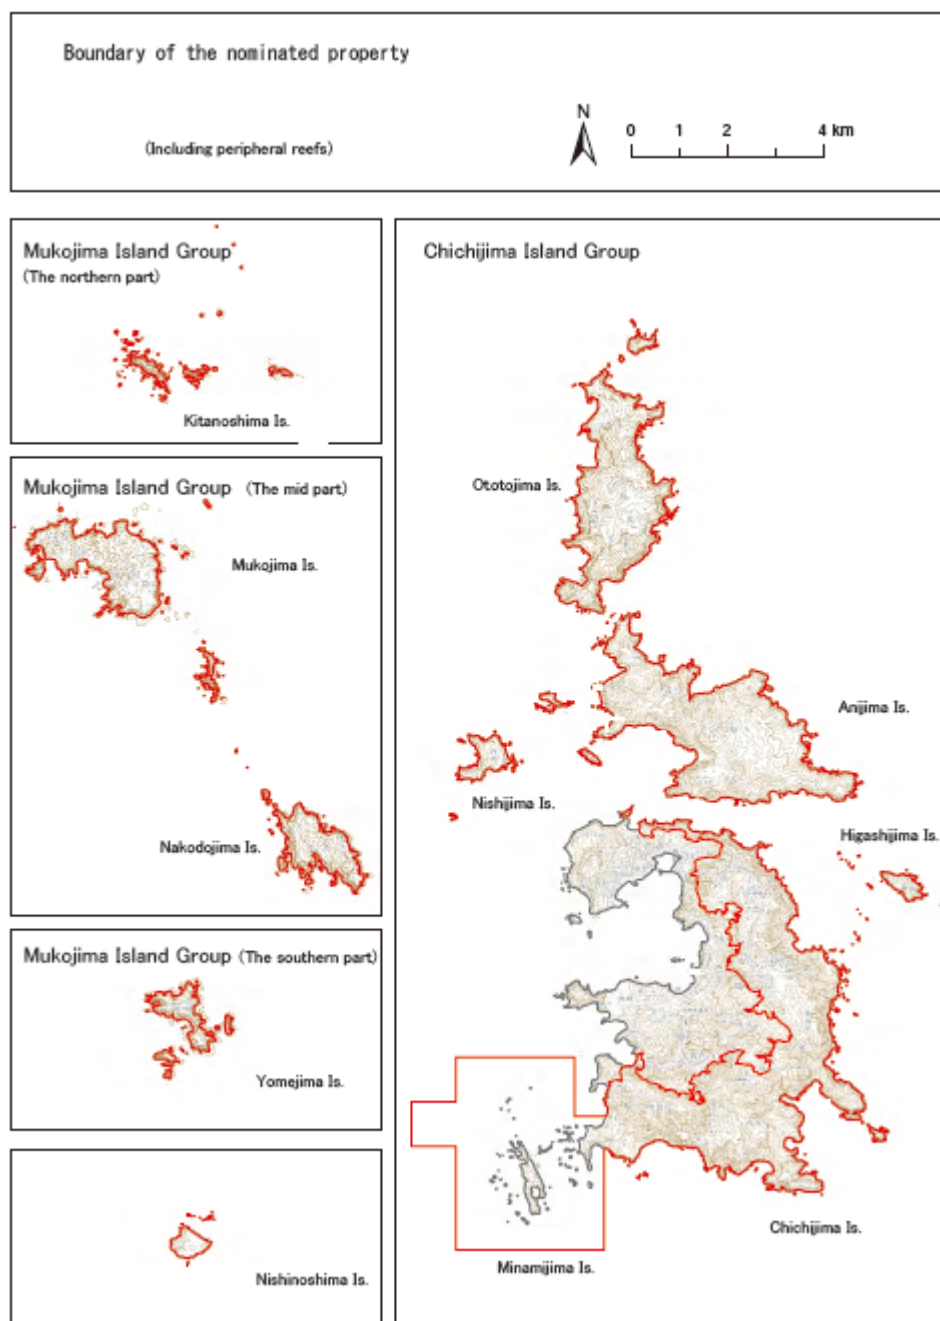 Boundary of the nominated property
(Including peripheral reefs)
N
0 1 2 4 km
Mukojima Island Group
(The northern part)
Kitanoshima Is.
Mukojima Island Group (The mid part)
Mukojima Is.
Nakodojima Is.
Mukojima Island Group (The southern part)
Yomejima Is.
Nishinoshima Is.
Chichijima Island Group
Ototojima Is.
Anijima Is.
Nishijima Is.
Higashijima Is.
Chichijima Is.
Minamijima Is.